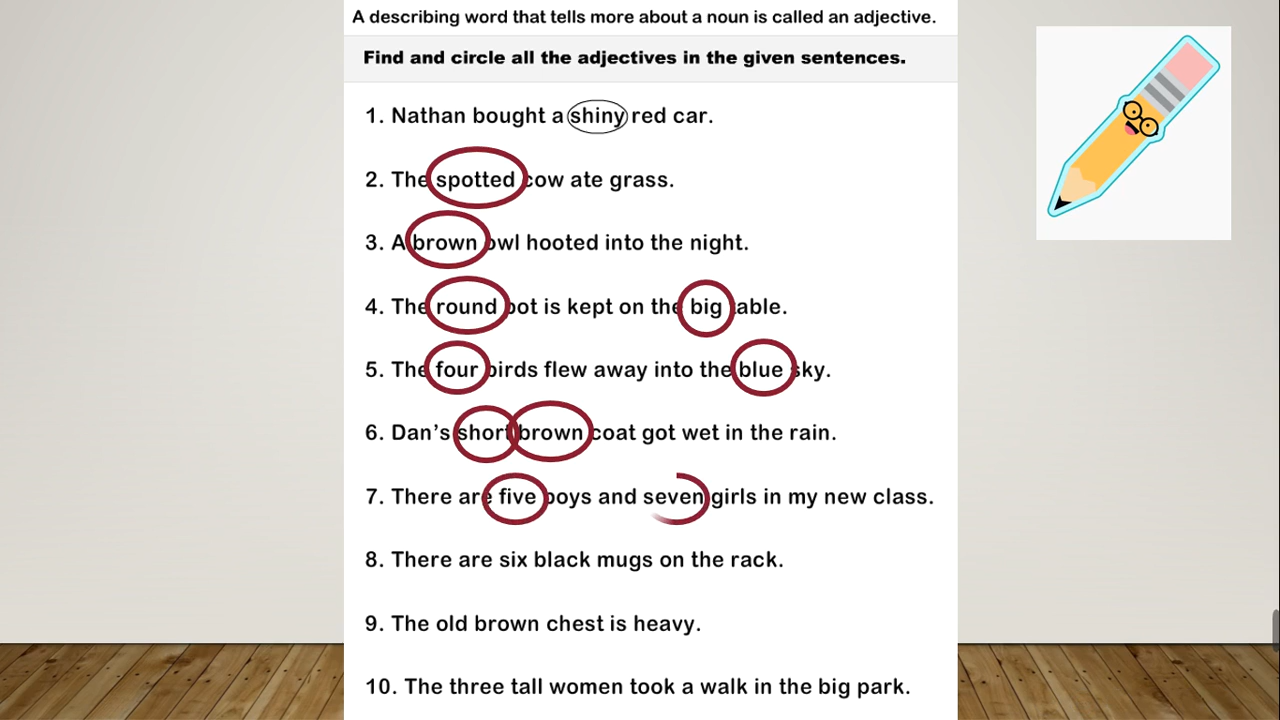 A describing word that tells more about a noun is called an adjective.
Find and circle all the adjectives in the given sentences.
1. Nathan bought a shiny red car.
2. The spotted cow ate grass.
3. A brown owl hooted into the night.
4. The round pot is kept on the big table.
5. The four birds flew away into the blue sky.
6. Dan's short brown coat got wet in the rain.
7. There are five boys and seven girls in my new class.
8. There are six black mugs on the rack.
9. The old brown chest is heavy.
10. The three tall women took a walk in the big park.